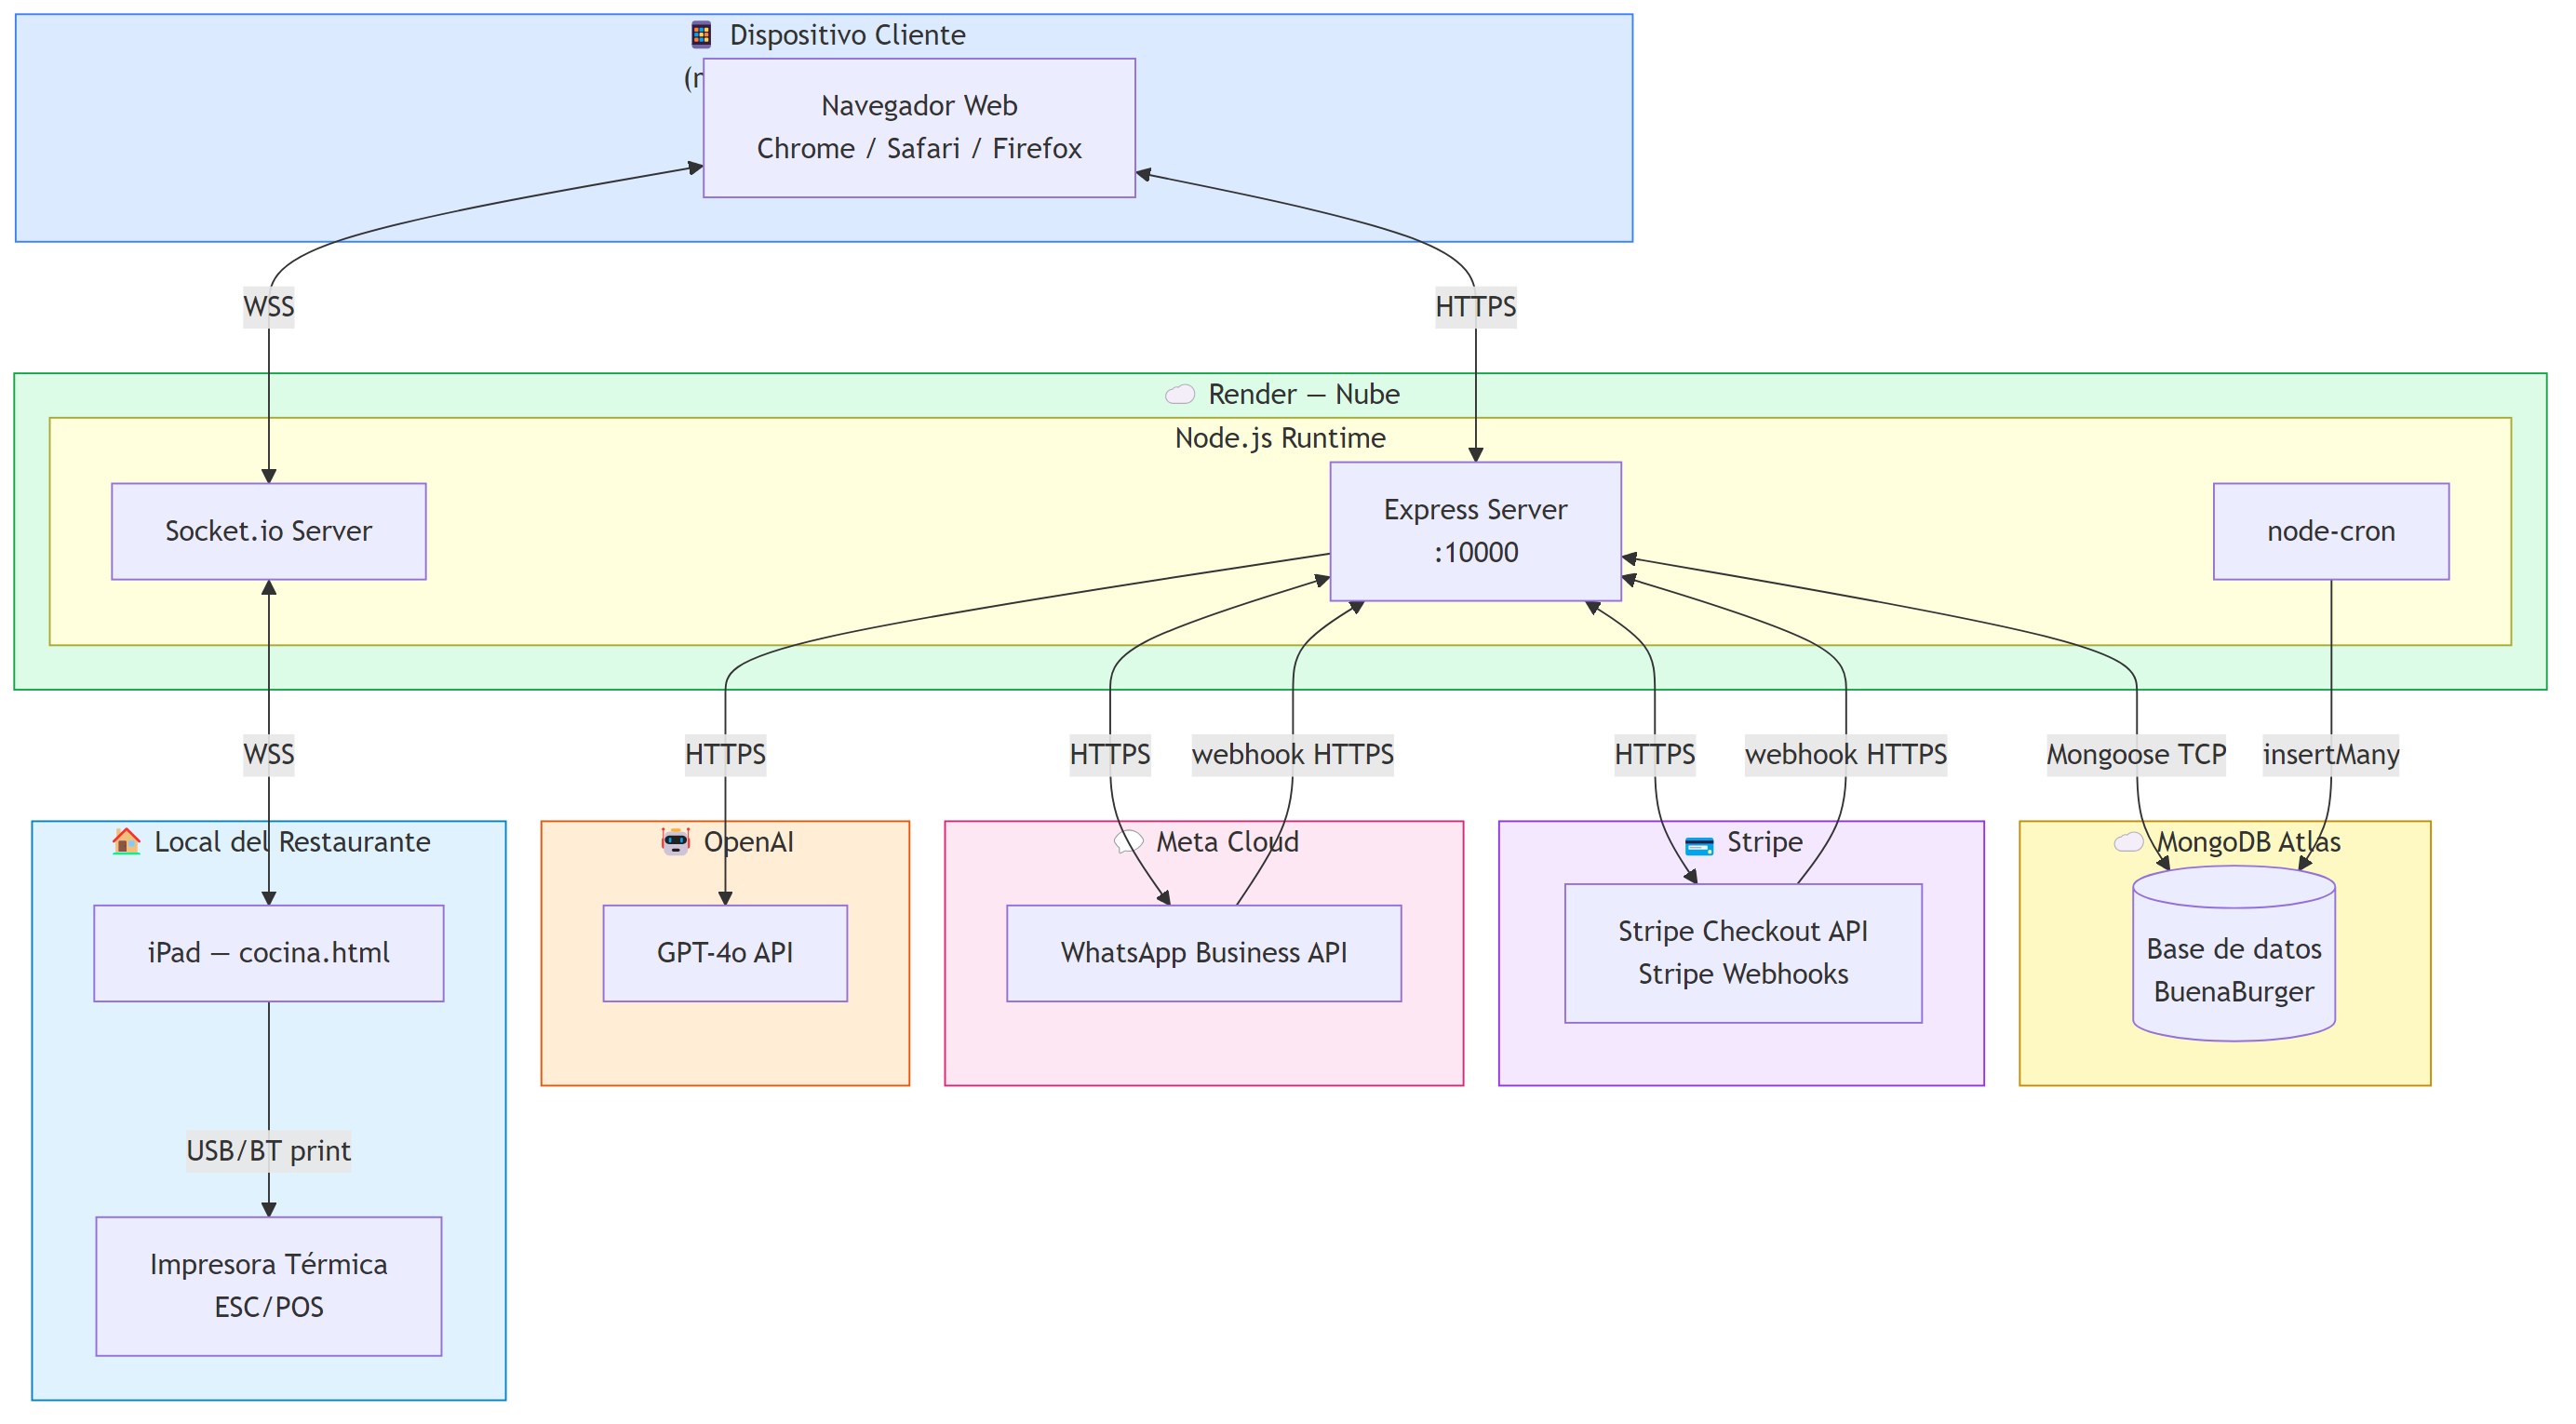 Dispositivo Cliente
Navegador Web
Chrome / Safari / Firefox
WSS
HTTPS
Render – Nube
Node.js Runtime
Socket.io Server
Express Server
:10000
node-cron
WSS
HTTPS
HTTPS
webhook HTTPS
HTTPS
webhook HTTPS
Mongoose TCP
insertMany
Local del Restaurante
OpenAI
Meta Cloud
Stripe
MongoDB Atlas
iPad – cocina.html
GPT-4o API
WhatsApp Business API
Stripe Checkout API
Stripe Webhooks
Base de datos
BuenaBurger
USB/BT print
Impresora Térmica
ESC/POS